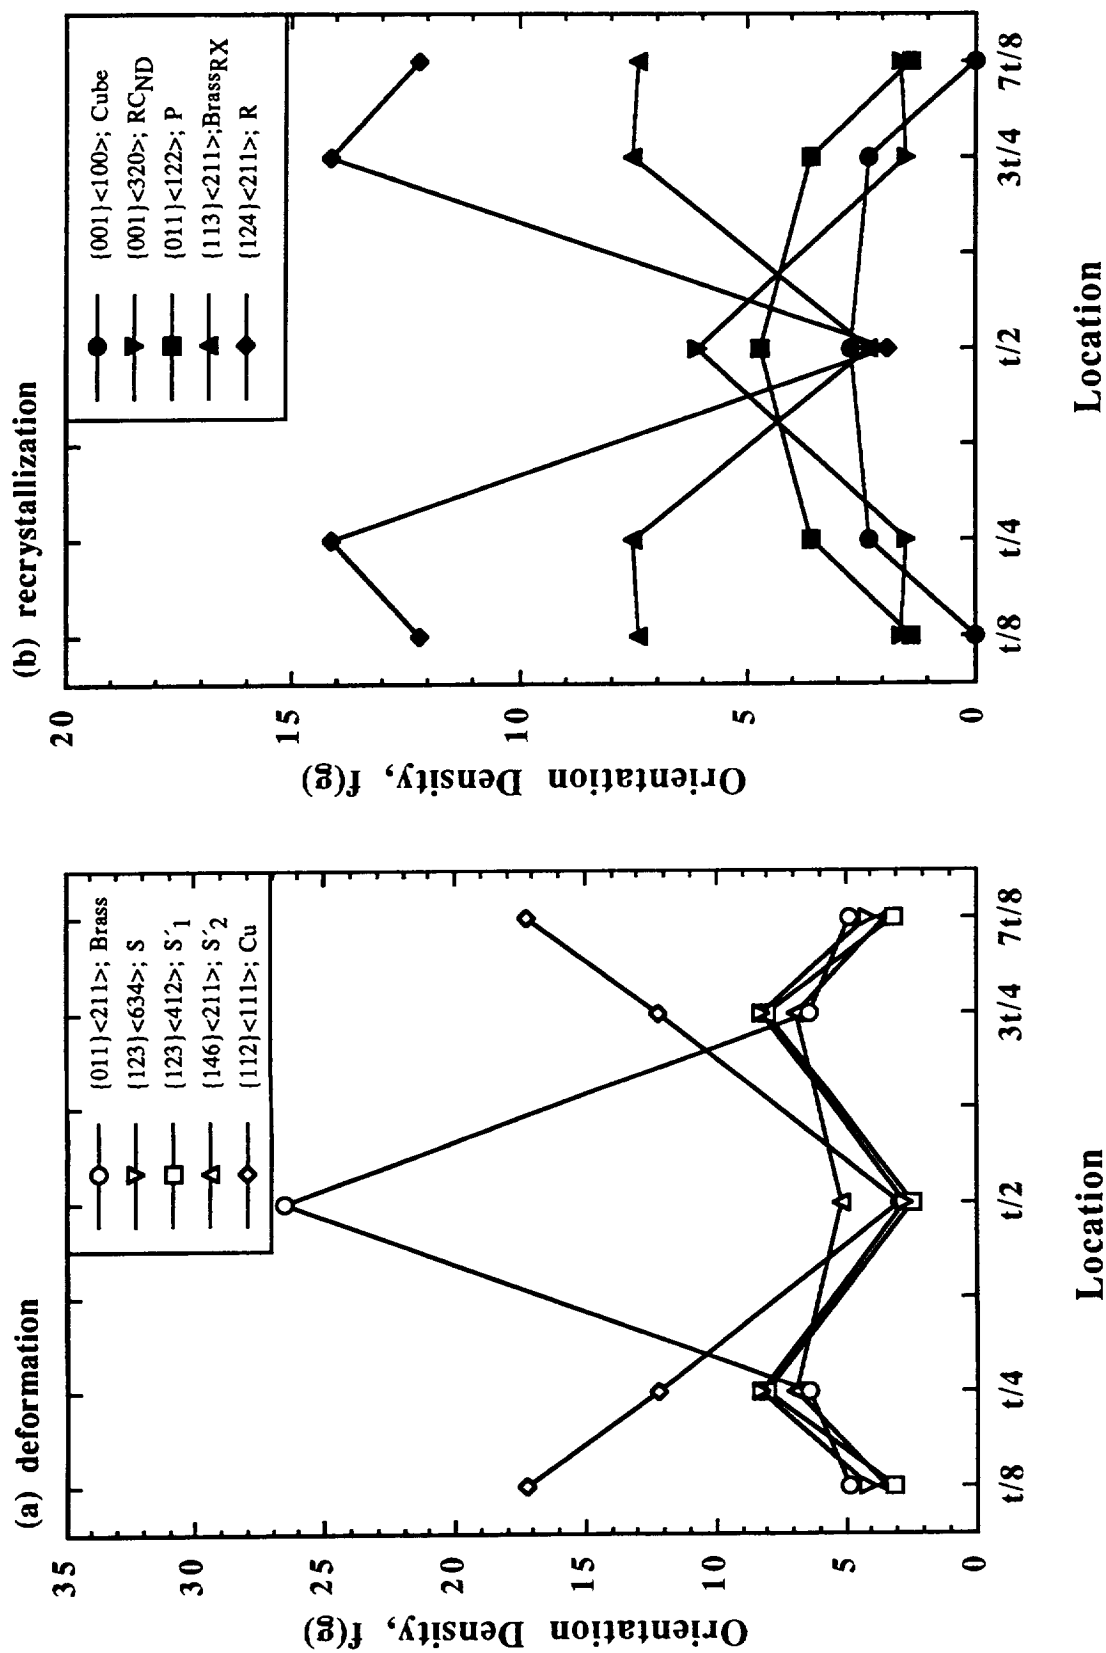 (a) deformation
{011}<211>; Brass
{123}<634>; S
{123}<412>; S´1
{146}<211>; S´2
{112}<111>; Cu
35
30
25
20
15
10
5
0
Orientation Density, f(g)
t/8
t/4
t/2
3t/4
7t/8
Location
(b) recrystallization
{001}<100>; Cube
{001}<320>; RCND
{011}<122>; P
{113}<211>;BrassRX
{124}<211>; R
20
15
10
5
0
Orientation Density, f(g)
t/8
t/4
t/2
3t/4
7t/8
Location